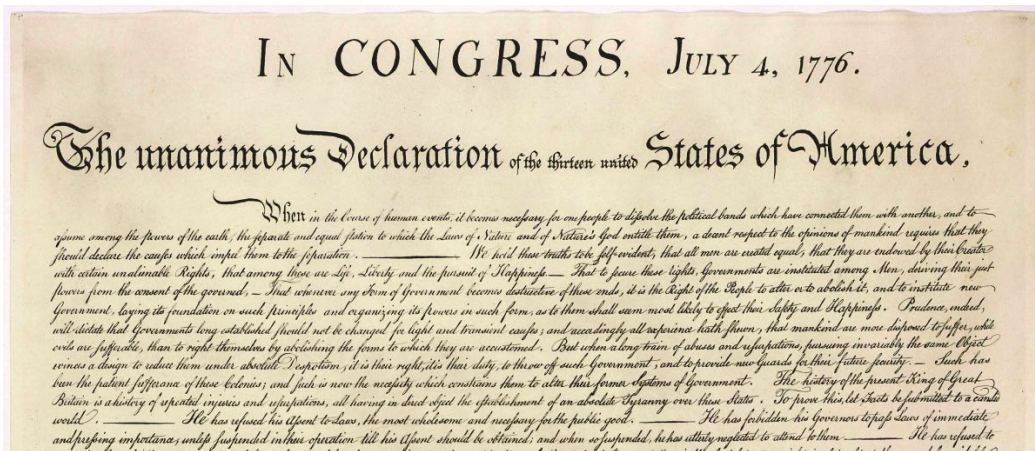 In CONGRESS, July 4, 1776.
The unanimous Declaration of the thirteen united States of America,
When in the Course of human events, it becomes necessary for one people to dissolve the political bands which have connected them with another, and to
assume among the powers of the earth, the separate and equal station to which the Laws of Nature and of Nature's God entitle them, a decent respect to the opinions of mankind requires that they
should declare the causes which impel them to the separation. ——— We hold these truths to be self-evident, that all men are created equal, that they are endowed by their Creator
with certain unalienable Rights, that among these are Life, Liberty and the pursuit of Happiness.— That to secure these rights, Governments are instituted among Men, deriving their just
powers from the consent of the governed, — That whenever any Form of Government becomes destructive of these ends, it is the Right of the People to alter or to abolish it, and to institute new
Government, laying its foundation on such principles and organizing its powers in such form, as to them shall seem most likely to effect their Safety and Happiness. Prudence, indeed,
will dictate that Governments long established should not be changed for light and transient causes; and accordingly all experience hath shewn, that mankind are more disposed to suffer, while
evils are sufferable, than to right themselves by abolishing the forms to which they are accustomed. But when a long train of abuses and usurpations, pursuing invariably the same Object
evinces a design to reduce them under absolute Despotism, it is their right, it is their duty, to throw off such Government, and to provide new Guards for their future security.— Such has
been the patient sufferance of these Colonies; and such is now the necessity which constrains them to alter their former Systems of Government. The history of the present King of Great
Britain is a history of repeated injuries and usurpations, all having in direct object the establishment of an absolute Tyranny over these States. To prove this, let Facts be submitted to a candid
world. ——— He has refused his Assent to Laws, the most wholesome and necessary for the public good. ——— He has forbidden his Governors to pass Laws of immediate
and pressing importance, unless suspended in their operation till his Assent should be obtained; and when so suspended, he has utterly neglected to attend to them ——— He has refused to